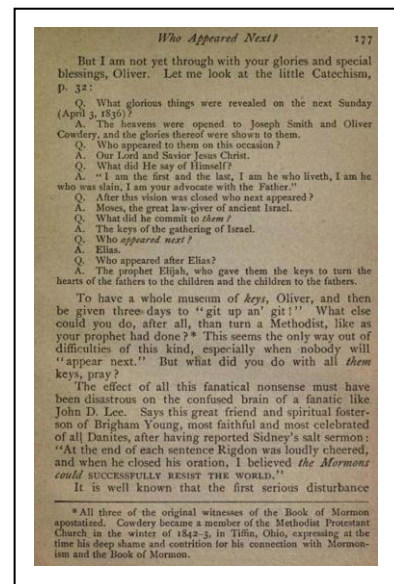 Who Appeared Next? 177
But I am not yet through with your glories and special
blessings, Oliver. Let me look at the little Catechism,
p. 32:
Q. What glorious things were revealed on the next Sunday
(April 3, 1836)?
A. The heavens were opened to Joseph Smith and Oliver
Cowdery, and the glories thereof were shown to them.
Q. Who appeared to them on this occasion?
A. Our Lord and Savior Jesus Christ.
Q. What did He say of Himself?
A. "I am the first and the last, I am he who liveth, I am he
who was slain, I am your advocate with the Father."
Q. After this vision was closed who next appeared?
A. Moses, the great law-giver of ancient Israel.
Q. What did he commit to them?
A. The keys of the gathering of Israel.
Q. Who appeared next?
A. Elias.
Q. Who appeared after Elias?
A. The prophet Elijah, who gave them the keys to turn the
hearts of the fathers to the children and the children to the fathers.
To have a whole museum of keys, Oliver, and then
be given three days to "git up an' git!" What else
could you do, after all, than turn a Methodist, like as
your prophet had done?* This seems the only way out of
difficulties of this kind, especially when nobody will
"appear next." But what did you do with all them
keys, pray?
The effect of all this fanatical nonsense must have
been disastrous on the confused brain of a fanatic like
John D. Lee. Says this great friend and spiritual foster-
son of Brigham Young, most faithful and most celebrated
of all Danites, after having reported Sidney's salt sermon:
"At the end of each sentence Rigdon was loudly cheered,
and when he closed his oration, I believed the Mormons
could SUCCESSFULLY RESIST THE WORLD."
It is well known that the first serious disturbance
*All three of the original witnesses of the Book of Mormon
apostatized. Cowdery became a member of the Methodist Protestant
Church in the winter of 1842-3, in Tiffin, Ohio, expressing at the
time his deep shame and contrition for his connection with Mormon-
ism and the Book of Mormon.